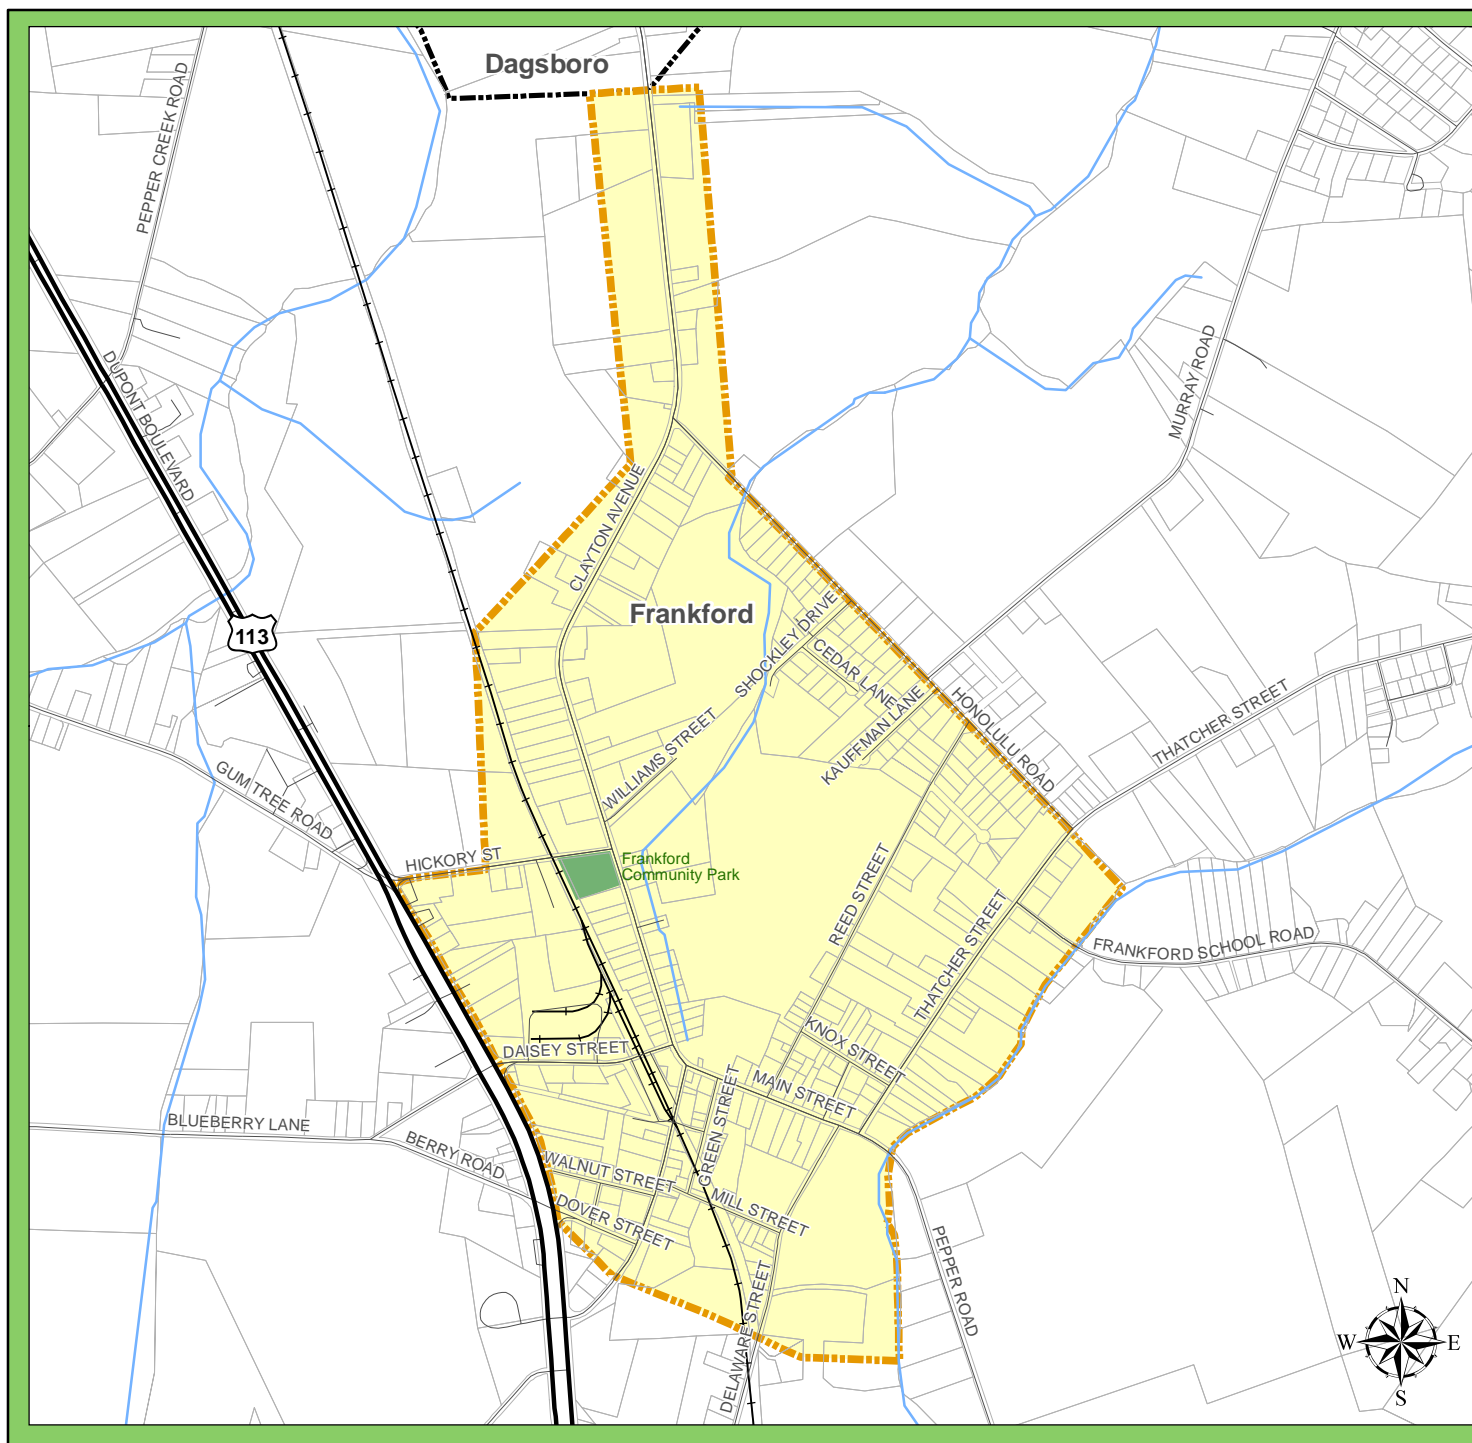 Dagsboro
PEPPER CREEK ROAD
DUPONT BOULEVARD
MURRAY ROAD
CLAYTON AVENUE
Frankford
113
SHOCKLEY DRIVE
CEDAR LANE
KAUFFMAN LANE
HONOLULU ROAD
THATCHER STREET
WILLIAMS STREET
GUM TREE ROAD
HICKORY ST
Frankford
Community Park
REED STREET
THATCHER STREET
FRANKFORD SCHOOL ROAD
KNOX STREET
DAISEY STREET
MAIN STREET
GREEN STREET
BLUEBERRY LANE
BERRY ROAD
WALNUT STREET
MILL STREET
DOVER STREET
PEPPER ROAD
DELAWARE STREET
N
W
E
S